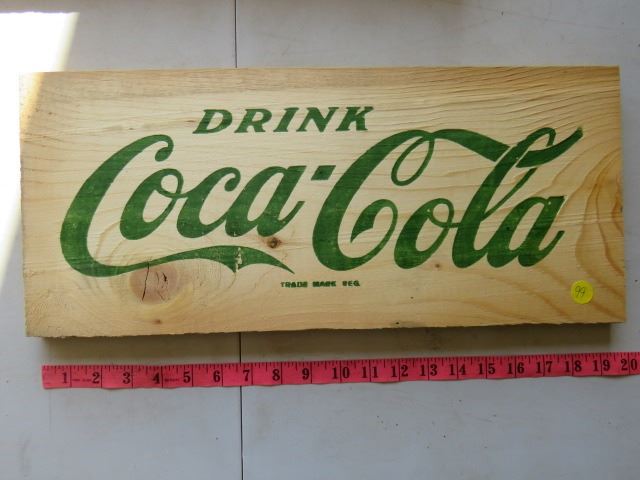 DRINK
Coca-Cola
TRADE MARK REG.
99
1 2 3 4 5 6 7 8 9 10 11 12 13 14 15 16 17 18 19 20